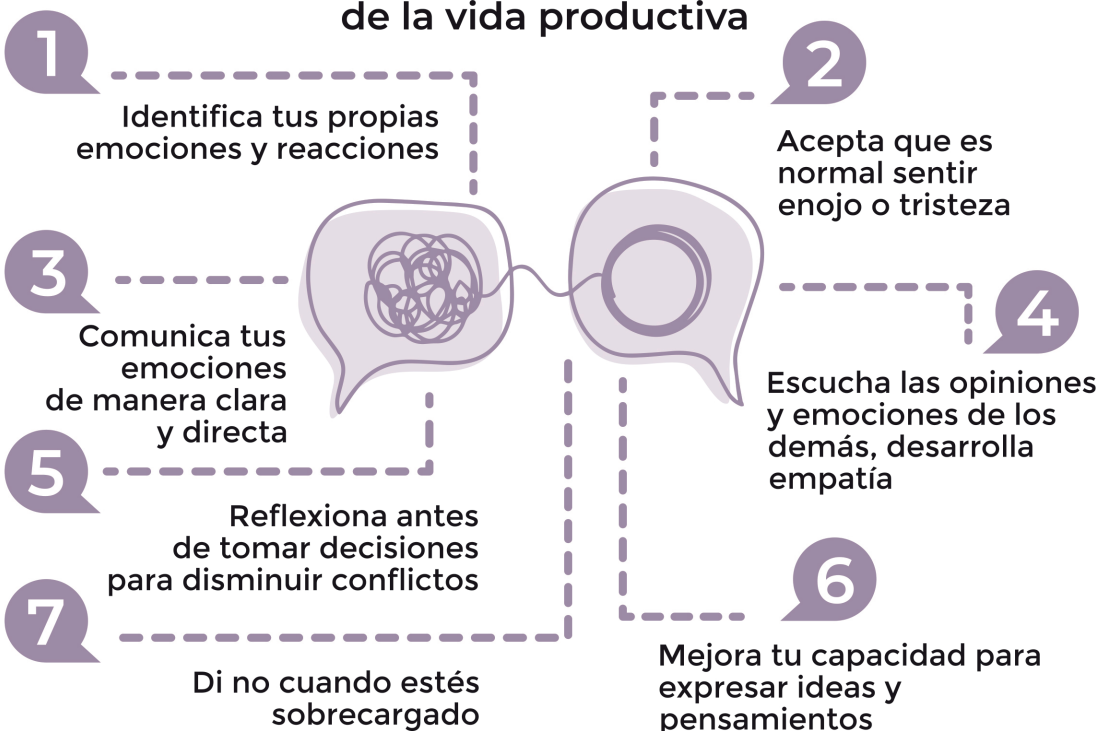 de la vida productiva
1
Identifica tus propias
emociones y reacciones
2
Acepta que es
normal sentir
enojo o tristeza
3
Comunica tus
emociones
de manera clara
y directa
4
Escucha las opiniones
y emociones de los
demás, desarrolla
empatía
5
Reflexiona antes
de tomar decisiones
para disminuir conflictos
6
Mejora tu capacidad para
expresar ideas y
pensamientos
7
Di no cuando estés
sobrecargado